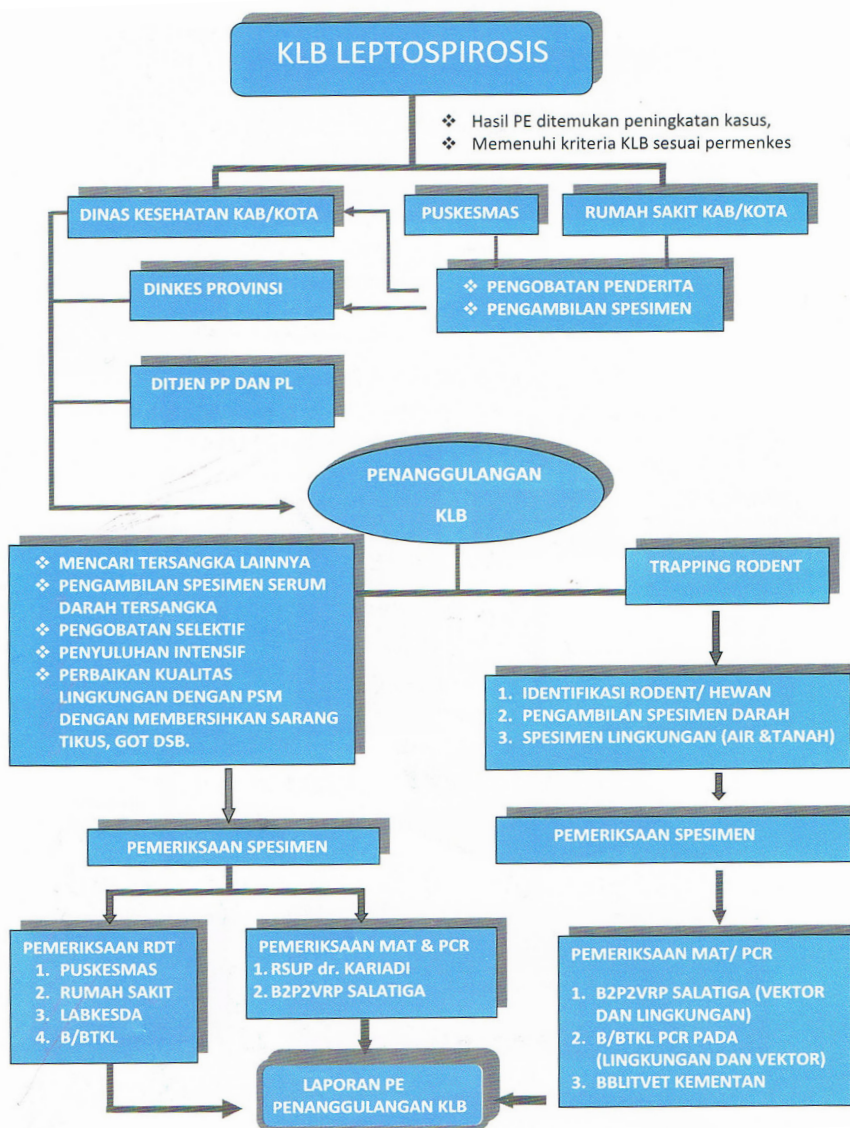 KLB LEPTOSPIROSIS
❖ Hasil PE ditemukan peningkatan kasus,
❖ Memenuhi kriteria KLB sesuai permenkes
DINAS KESEHATAN KAB/KOTA
PUSKESMAS
RUMAH SAKIT KAB/KOTA
DINKES PROVINSI
❖ PENGOBATAN PENDERITA
❖ PENGAMBILAN SPESIMEN
DITJEN PP DAN PL
PENANGGULANGAN
KLB
❖ MENCARI TERSANGKA LAINNYA
❖ PENGAMBILAN SPESIMEN SERUM
DARAH TERSANGKA
❖ PENGOBATAN SELEKTIF
❖ PENYULUHAN INTENSIF
❖ PERBAIKAN KUALITAS
LINGKUNGAN DENGAN PSM
DENGAN MEMBERSIHKAN SARANG
TIKUS, GOT DSB.
TRAPPING RODENT
1. IDENTIFIKASI RODENT/ HEWAN
2. PENGAMBILAN SPESIMEN DARAH
3. SPESIMEN LINGKUNGAN (AIR &TANAH)
PEMERIKSAAN SPESIMEN
PEMERIKSAAN SPESIMEN
PEMERIKSAAN RDT
1. PUSKESMAS
2. RUMAH SAKIT
3. LABKESDA
4. B/BTKL
PEMERIKSAAN MAT & PCR
1. RSUP dr. KARIADI
2. B2P2VRP SALATIGA
PEMERIKSAAN MAT/ PCR
1. B2P2VRP SALATIGA (VEKTOR
DAN LINGKUNGAN)
2. B/BTKL PCR PADA
(LINGKUNGAN DAN VEKTOR)
3. BBLITVET KEMENTAN
LAPORAN PE
PENANGGULANGAN KLB